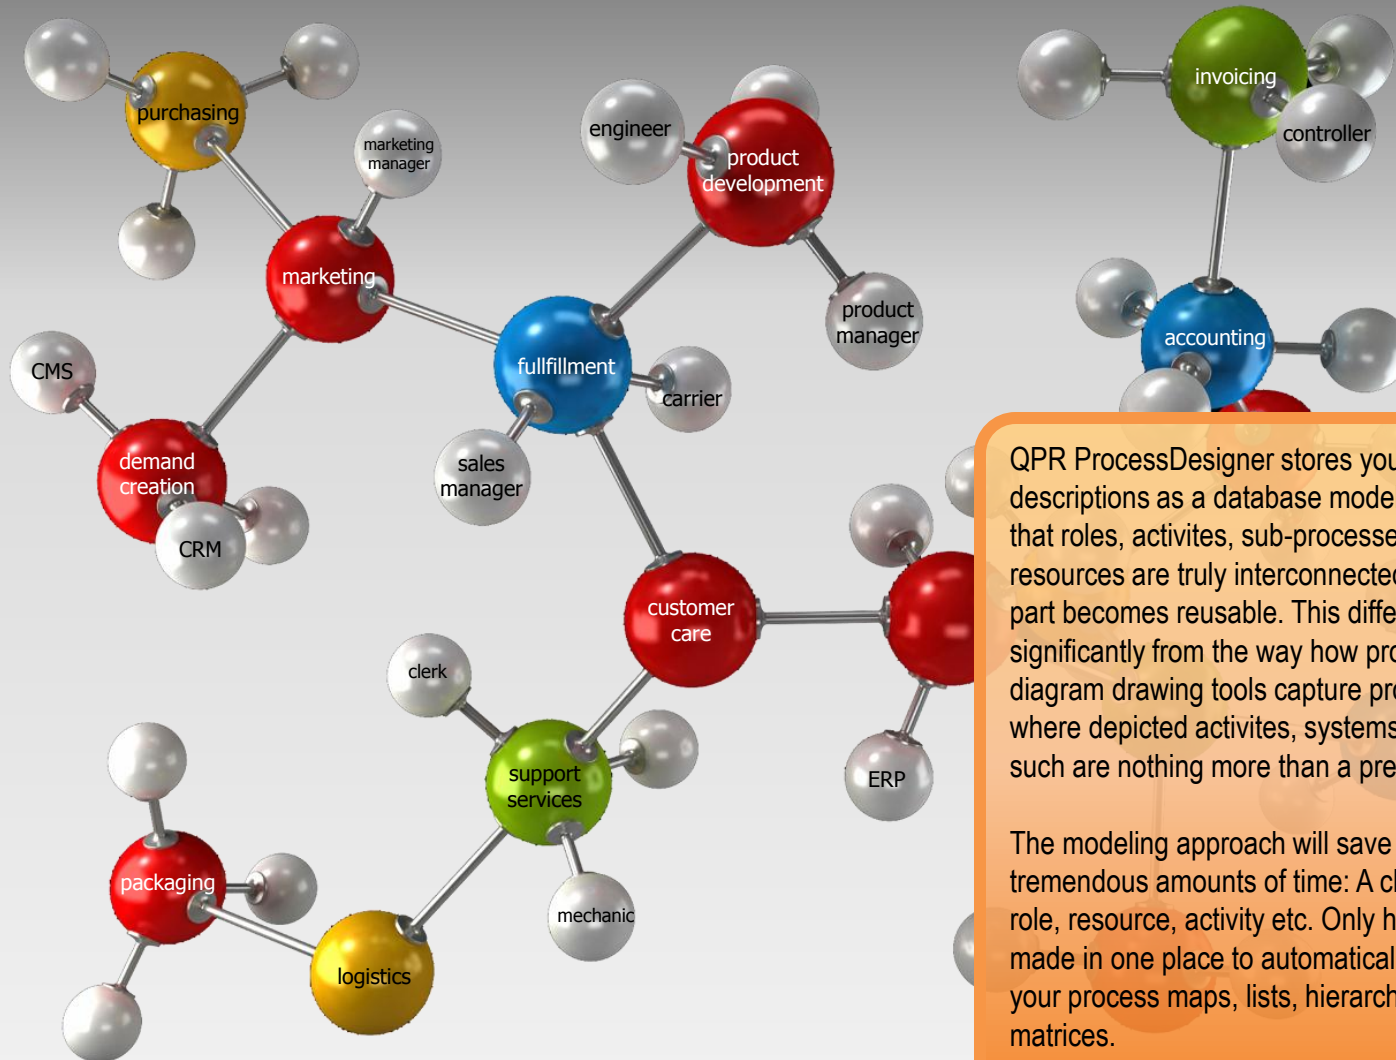 purchasing
marketing
manager
engineer
product
development
invoicing
controller
marketing
product
manager
accounting
fullfillment
CMS
carrier
demand
creation
sales
manager
CRM
customer
care
clerk
support
services
ERP
packaging
mechanic
logistics
QPR ProcessDesigner stores you
descriptions as a database mode
that roles, activites, sub-processe
resources are truly interconnected
part becomes reusable. This diffe
significantly from the way how pro
diagram drawing tools capture pro
where depicted activites, systems
such are nothing more than a pre
The modeling approach will save
tremendous amounts of time: A c
role, resource, activity etc. Only h
made in one place to automatical
your process maps, lists, hierarch
matrices.